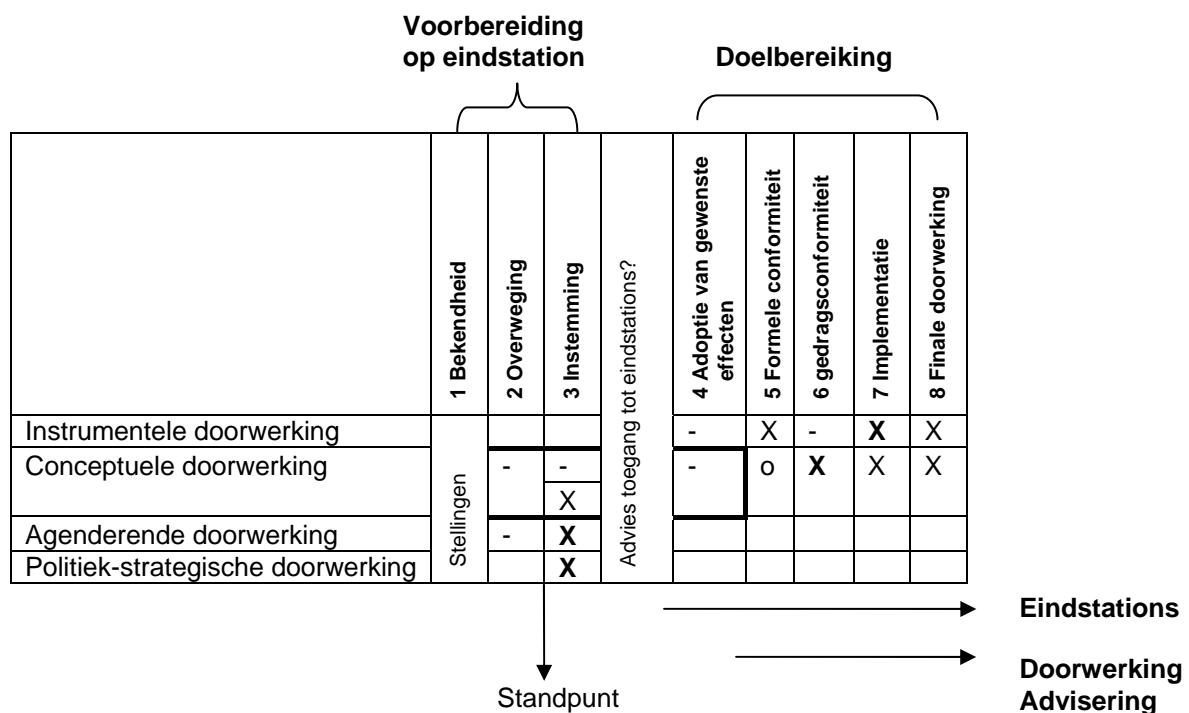 Voorbereiding
op eindstation
Doelbereiking
1 Bekendheid
2 Overweging
3 Instemming
Advies toegang tot eindstations?
4 Adoptie van gewenste
effecten
5 Formele conformiteit
6 gedragsconformiteit
7 Implementatie
8 Finale doorwerking
Stellingen
Instrumentele doorwerking - X - X X
Conceptuele doorwerking - - - o X X X
X
Agenderende doorwerking - X
Politiek-strategische doorwerking X
Eindstations
Doorwerking
Advisering
Standpunt